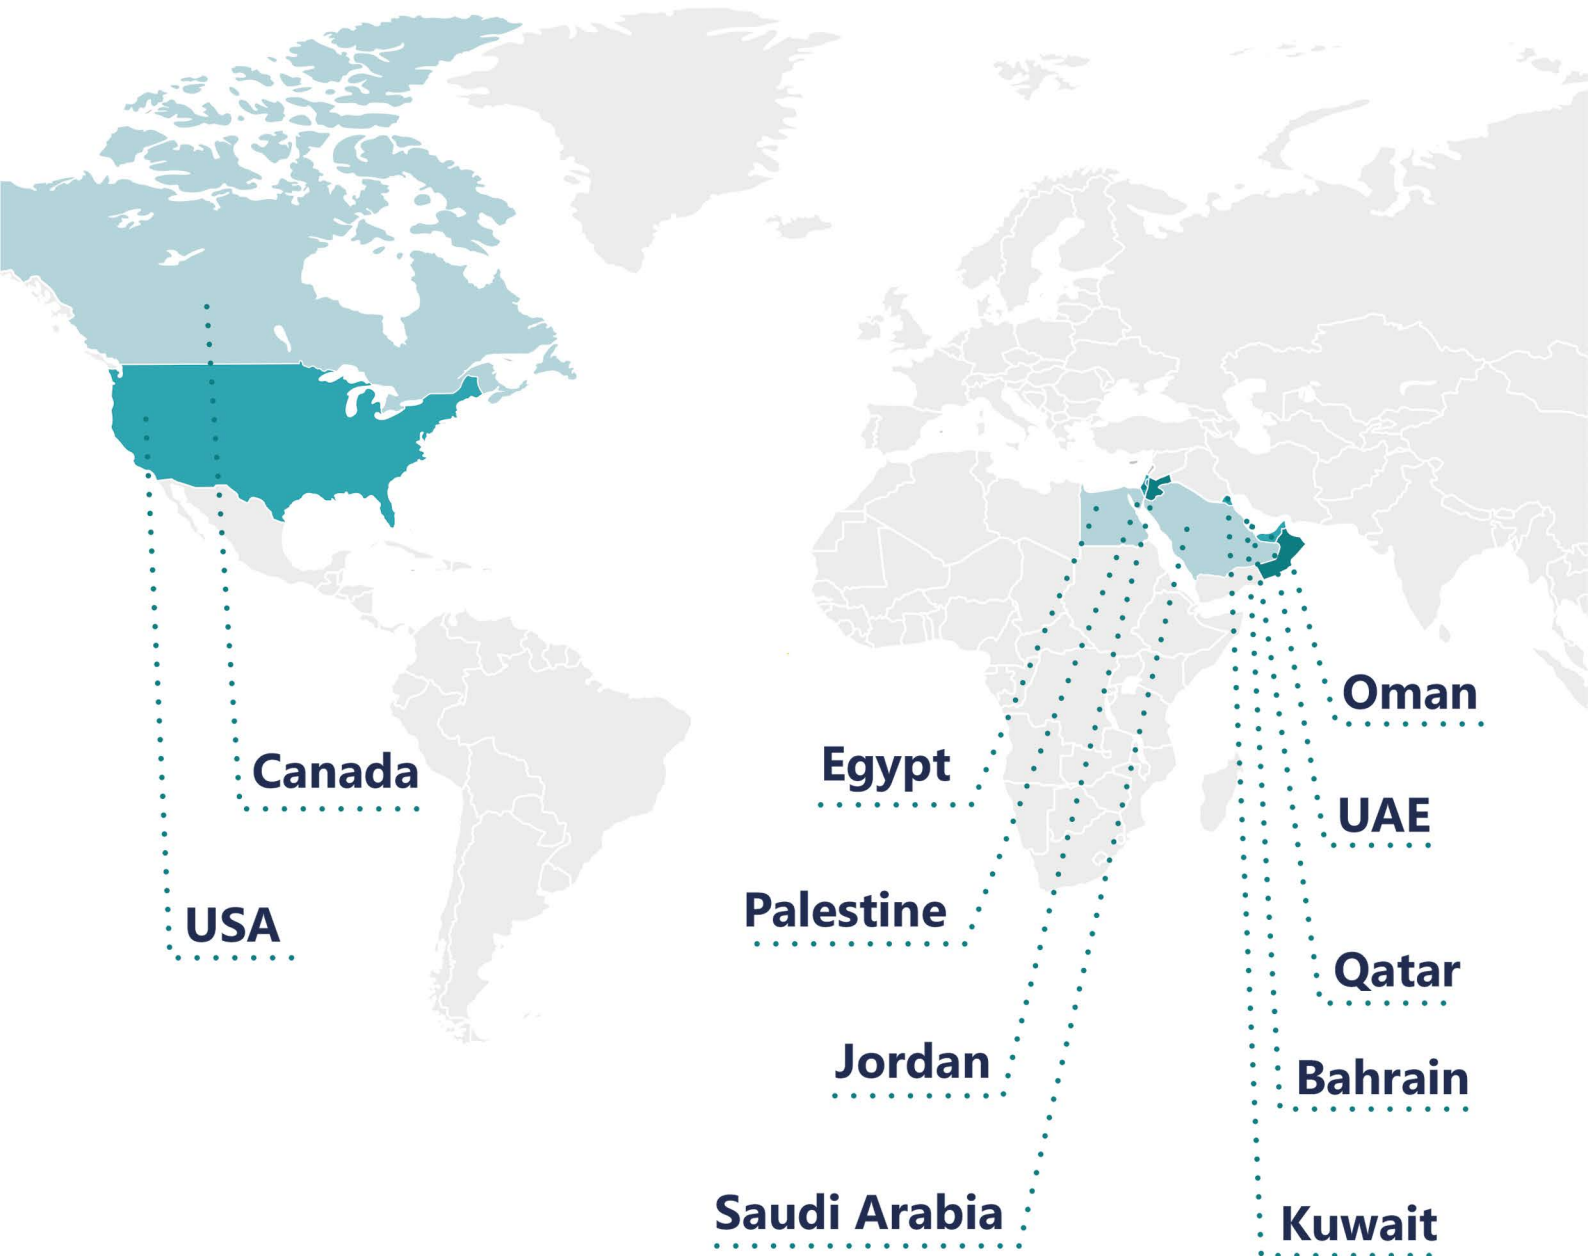 Oman
Canada
Egypt
UAE
Palestine
USA
Qatar
Jordan
Bahrain
Saudi Arabia
Kuwait